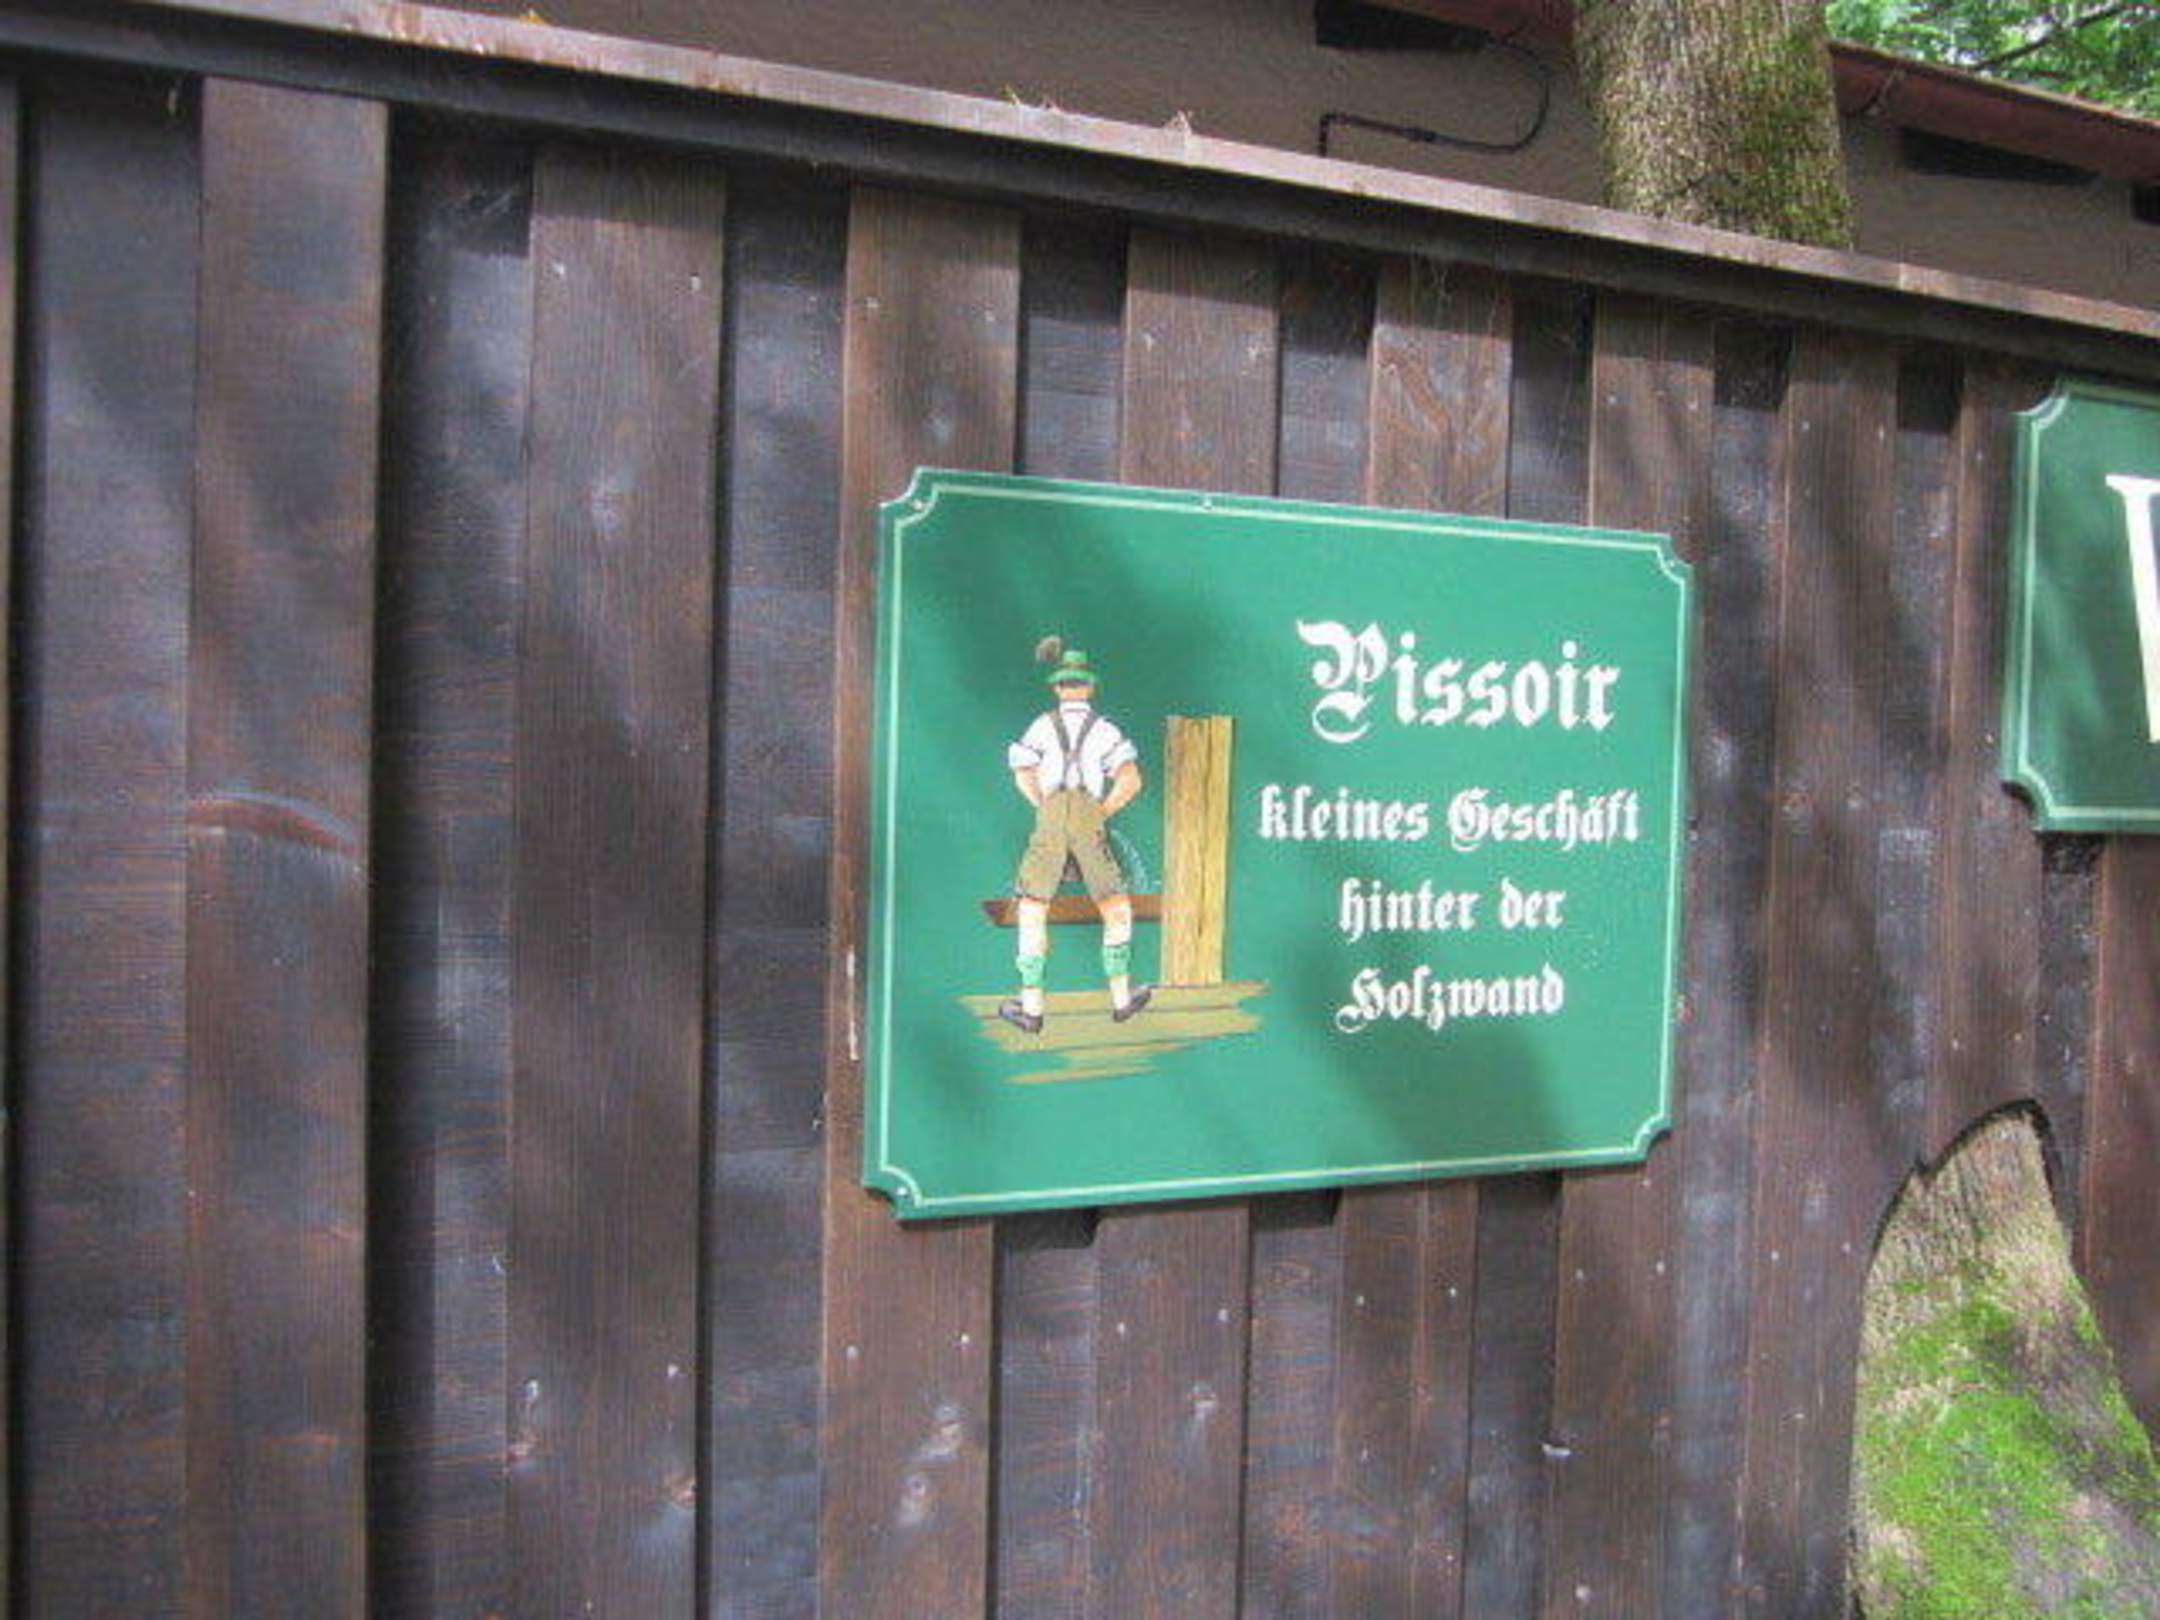 Pissoir
kleines Geschäft
hinter der
Holzwand